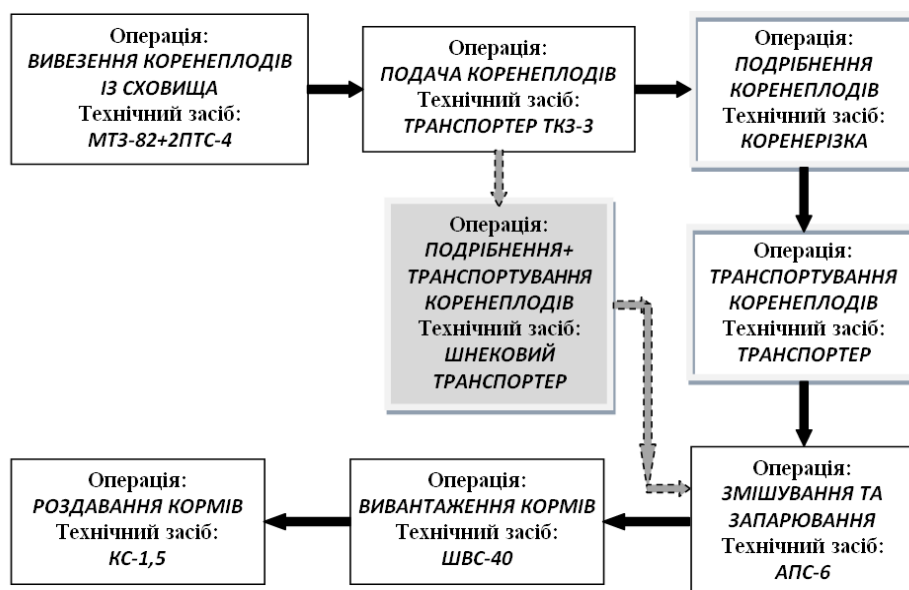 Операція:
ВИВЕЗЕННЯ КОРЕНЕПЛОДІВ
ІЗ СХОВИЩА
Технічний засіб:
МТЗ-82+2ПТС-4
Операція:
ПОДАЧА КОРЕНЕПЛОДІВ
Технічний засіб:
ТРАНСПОРТЕР ТКЗ-3
Операція:
ПОДРІБНЕННЯ
КОРЕНЕПЛОДІВ
Технічний засіб:
КОРЕНЕРІЗКА
Операція:
ПОДРІБНЕННЯ+
ТРАНСПОРТУВАННЯ
КОРЕНЕПЛОДІВ
Технічний засіб:
ШНЕКОВИЙ
ТРАНСПОРТЕР
Операція:
ТРАНСПОРТУВАННЯ
КОРЕНЕПЛОДІВ
Технічний засіб:
ТРАНСПОРТЕР
Операція:
РОЗДАВАННЯ КОРМІВ
Технічний засіб:
КС-1,5
Операція:
ВИВАНТАЖЕННЯ КОРМІВ
Технічний засіб:
ШВС-40
Операція:
ЗМІШУВАННЯ ТА
ЗАПАРЮВАННЯ
Технічний засіб:
АПС-6